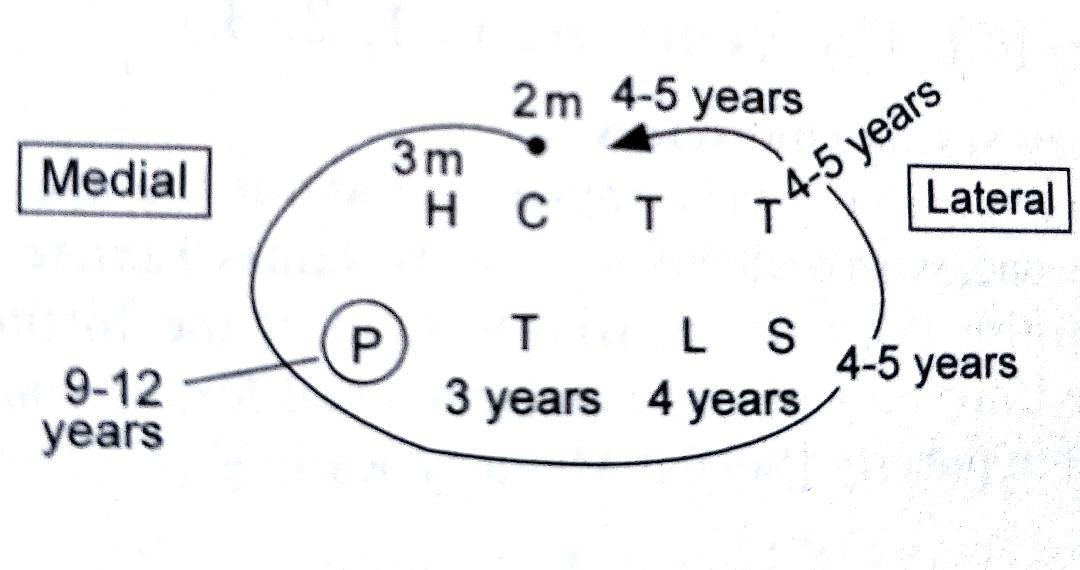 2m 4-5 years
4-5 years
3m
Medial
H C T T
Lateral
P T L S
4-5 years
9-12
years
3 years 4 years